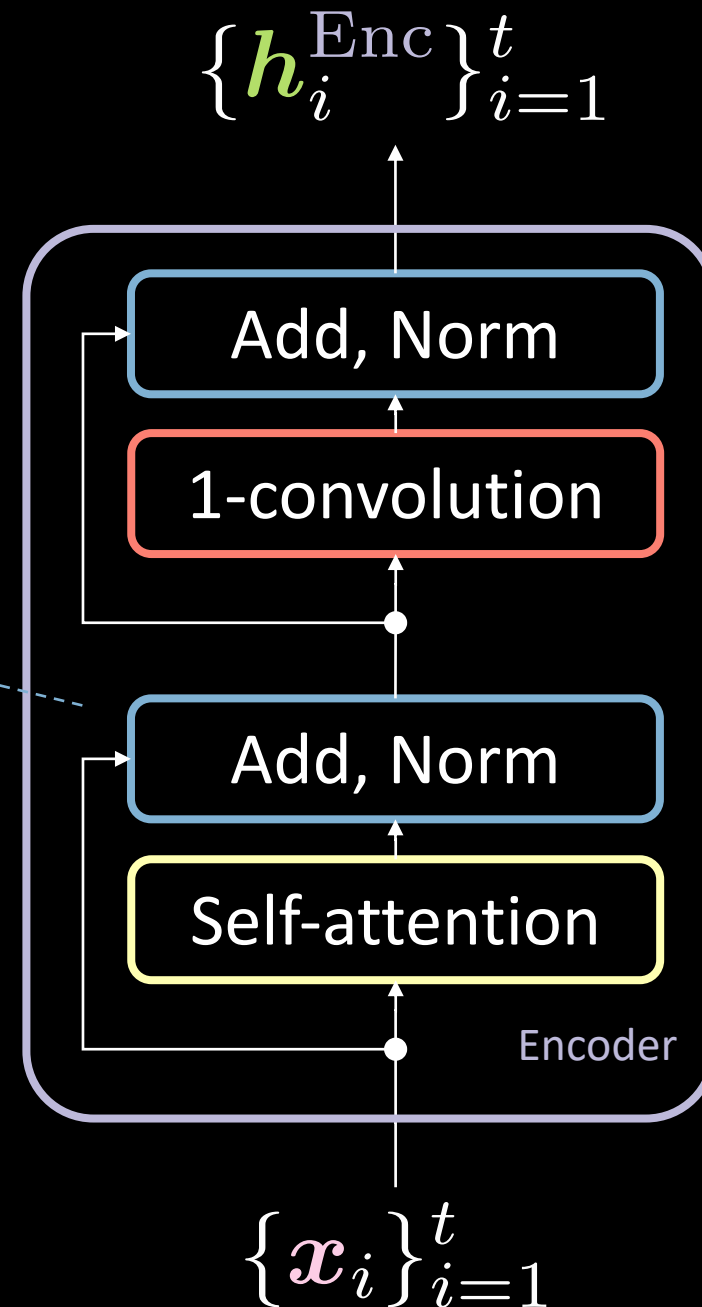 {h_i^Enc}_{i=1}^t
Add, Norm
1-convolution
Add, Norm
Self-attention
Encoder
{x_i}_{i=1}^t